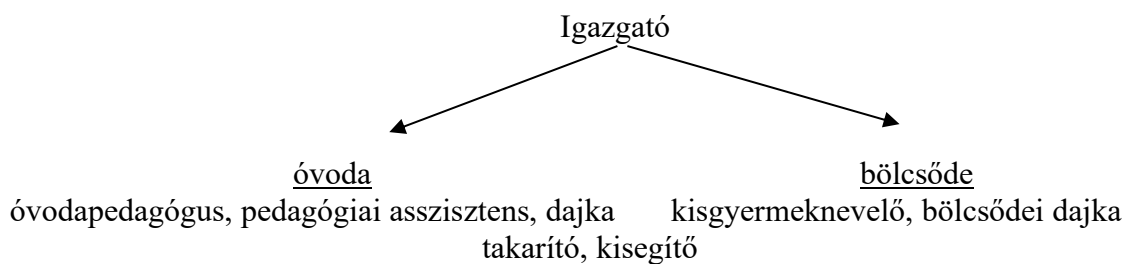 Igazgató
óvoda bölcsőde
óvodapedagógus, pedagógiai asszisztens, dajka kisgyermeknevelő, bölcsődei dajka
takarító, kisegítő